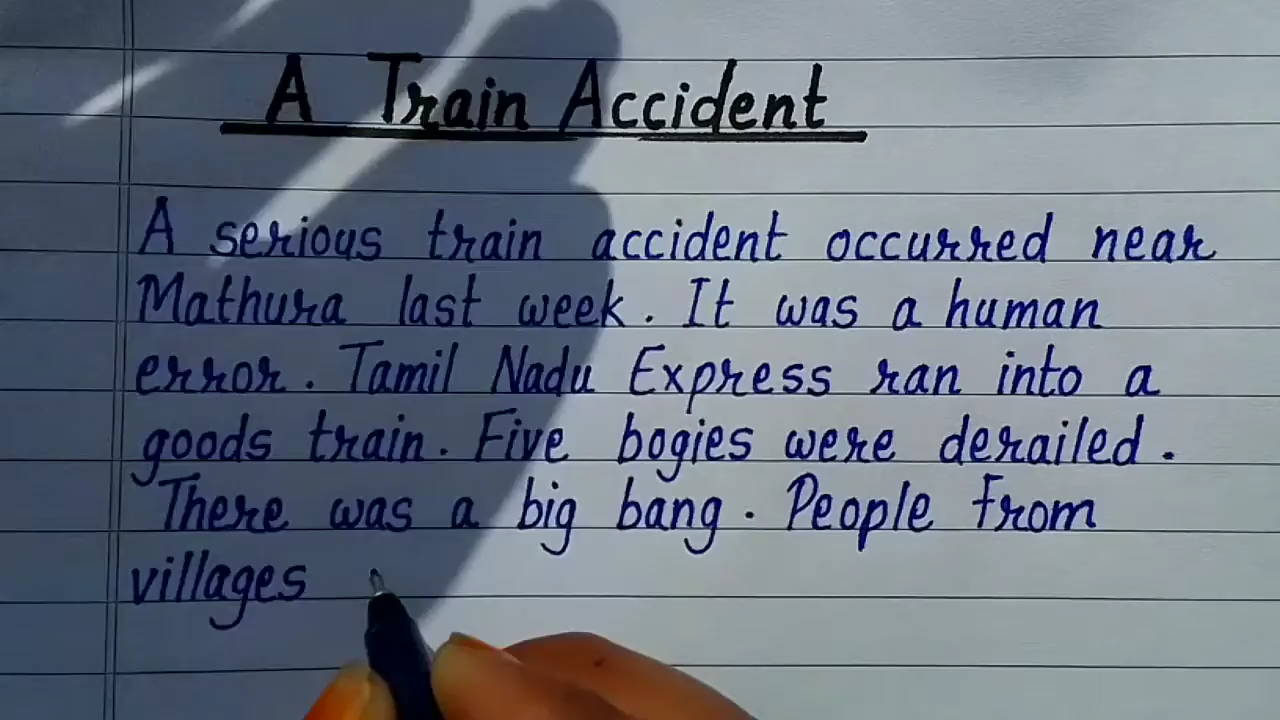 A Train Accident
A serious train accident occurred near
Mathura last week. It was a human
error. Tamil Nadu Express ran into a
goods train. Five bogies were derailed.
There was a big bang. People from
villages